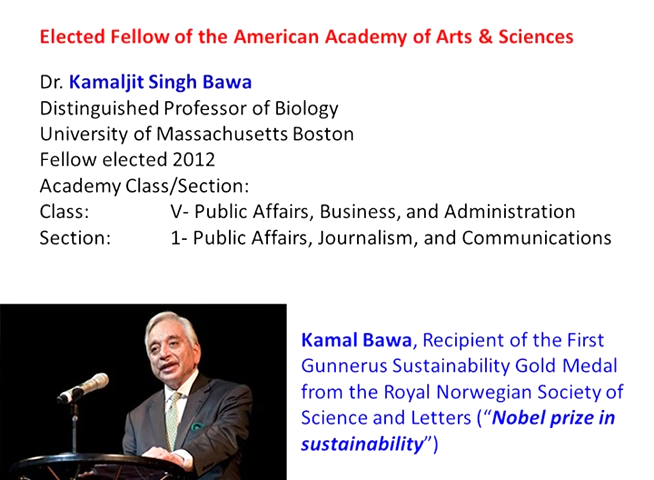 Elected Fellow of the American Academy of Arts & Sciences
Dr. Kamaljit Singh Bawa
Distinguished Professor of Biology
University of Massachusetts Boston
Fellow elected 2012
Academy Class/Section:
Class: V- Public Affairs, Business, and Administration
Section: 1- Public Affairs, Journalism, and Communications
Kamal Bawa, Recipient of the First
Gunnerus Sustainability Gold Medal
from the Royal Norwegian Society of
Science and Letters (“Nobel prize in
sustainability”)